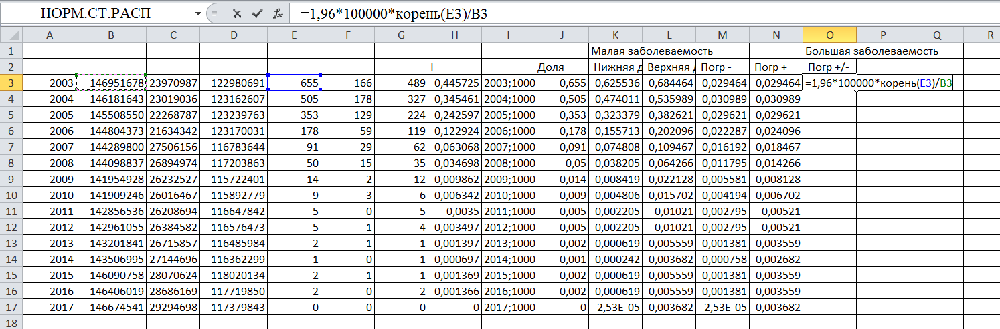 НОРМ.СТ.РАСП =1,96*100000*корень(E3)/B3
A B C D E F G H I J K L M N O P Q R
1 Малая заболеваемость Большая заболеваемость
2 I Доля Нижняя д Верхняя д Погр - Погр + Погр +/-
3 2003 146951678 23970987 122980691 655 166 489 0,445725 2003;1000 0,655 0,625536 0,684464 0,029464 0,029464 =1,96*100000*корень(E3)/B3
4 2004 146181643 23019036 123162607 505 178 327 0,345461 2004;1000 0,505 0,474011 0,535989 0,030989 0,030989
5 2005 145508550 22268787 123239763 353 129 224 0,242597 2005;1000 0,353 0,323379 0,382621 0,029621 0,029621
6 2006 144804373 21634342 123170031 178 59 119 0,122924 2006;1000 0,178 0,155713 0,202096 0,022287 0,024096
7 2007 144289800 27506156 116783644 91 29 62 0,063068 2007;1000 0,091 0,074808 0,109467 0,016192 0,018467
8 2008 144098837 26894974 117203863 50 15 35 0,034698 2008;1000 0,05 0,038205 0,064266 0,011795 0,014266
9 2009 141954928 26232527 115722401 14 2 12 0,009862 2009;1000 0,014 0,008419 0,022128 0,005581 0,008128
10 2010 141909246 26016467 115892779 9 3 6 0,006342 2010;1000 0,009 0,004806 0,015702 0,004194 0,006702
11 2011 142856536 26208694 116647842 5 0 5 0,0035 2011;1000 0,005 0,002205 0,01021 0,002795 0,00521
12 2012 142961055 26384582 116576473 5 1 4 0,003497 2012;1000 0,005 0,002205 0,01021 0,002795 0,00521
13 2013 143201841 26715857 116485984 2 1 1 0,001397 2013;1000 0,002 0,000619 0,005559 0,001381 0,003559
14 2014 143506995 27144696 116362299 1 0 1 0,000697 2014;1000 0,001 0,000242 0,003682 0,000758 0,002682
15 2015 146090758 28070624 118020134 2 1 1 0,001369 2015;1000 0,002 0,000619 0,005559 0,001381 0,003559
16 2016 146406019 28686169 117719850 2 0 2 0,001366 2016;1000 0,002 0,000619 0,005559 0,001381 0,003559
17 2017 146674541 29294698 117379843 0 0 0 0 2017;1000 0 2,53E-05 0,003682 -2,53E-05 0,003682
18